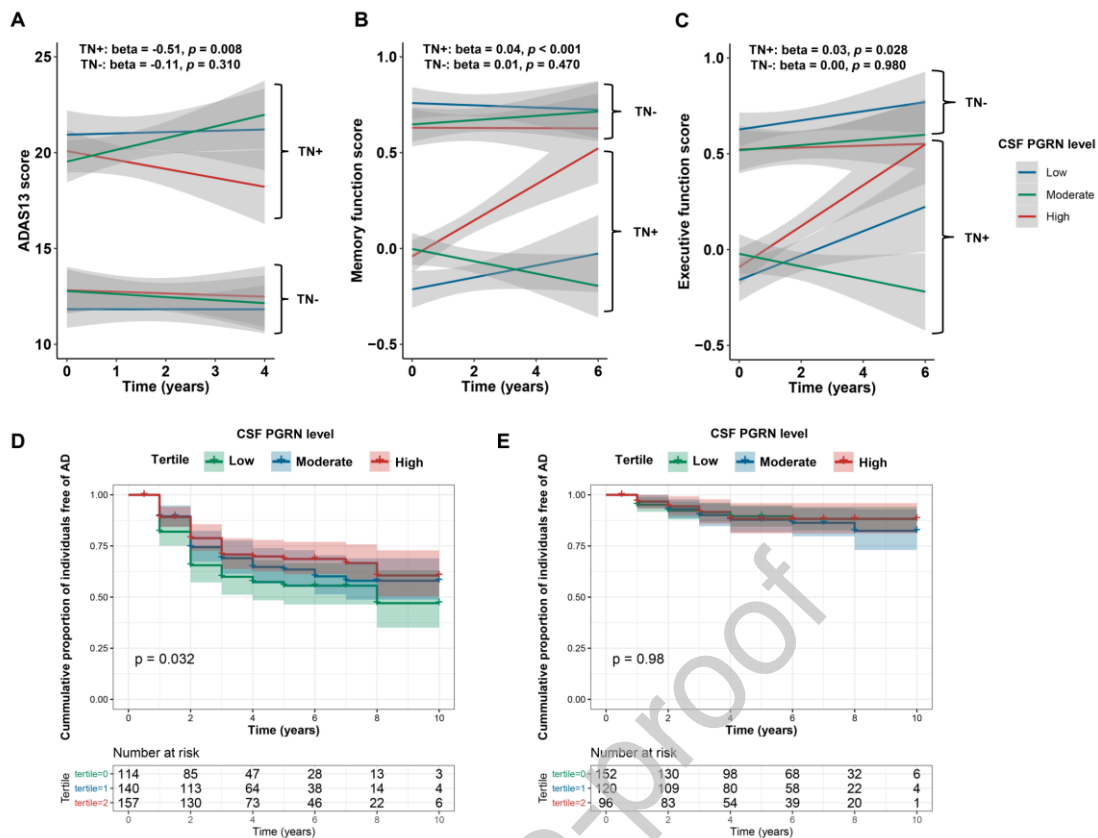 A
TN+: beta = -0.51, p = 0.008
TN-: beta = -0.11, p = 0.310
25
20
15
10
ADAS13 score
TN+
TN-
0 1 2 3 4
Time (years)
B
TN+: beta = 0.04, p < 0.001
TN-: beta = 0.01, p = 0.470
1.0
0.5
0.0
−0.5
Memory function score
TN-
TN+
0 2 4 6
Time (years)
C
TN+: beta = 0.03, p = 0.028
TN-: beta = 0.00, p = 0.980
1.0
0.5
0.0
−0.5
Executive function score
TN-
TN+
0 2 4 6
Time (years)
CSF PGRN level
Low
Moderate
High
D
CSF PGRN level
Tertile Low Moderate High
Cummulative proportion of individuals free of AD
1.00
0.75
0.50
0.25
0.00
p = 0.032
0 2 4 6 8 10
Time (years)
Number at risk
Tertile
tertile=0 114 85 47 28 13 3
tertile=1 140 113 64 38 14 4
tertile=2 157 130 73 46 22 6
0 2 4 6 8 10
Time (years)
E
CSF PGRN level
Tertile Low Moderate High
Cummulative proportion of individuals free of AD
1.00
0.75
0.50
0.25
0.00
p = 0.98
0 2 4 6 8 10
Time (years)
Number at risk
Tertile
tertile=0 152 130 98 68 32 6
tertile=1 120 109 80 58 22 4
tertile=2 96 83 54 39 20 1
0 2 4 6 8 10
Time (years)
e-proof